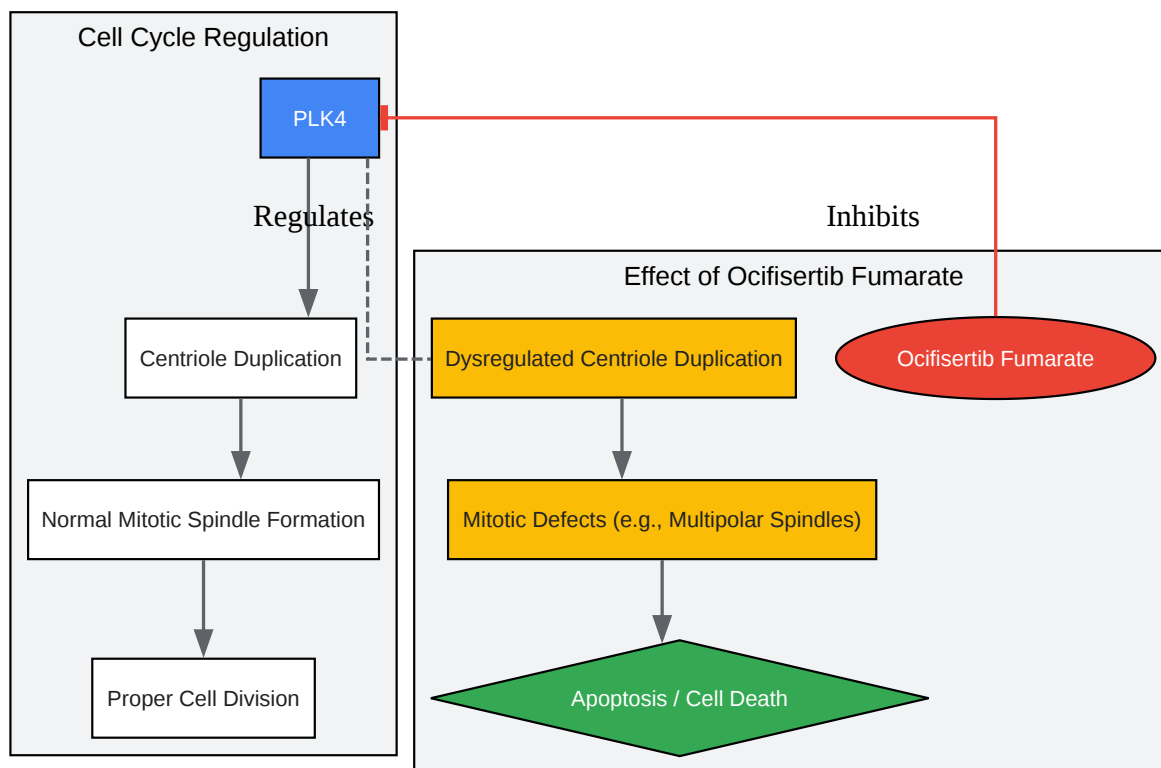 Cell Cycle Regulation
PLK4
Regulates
Inhibits
Effect of Ocifisertib Fumarate
Centriole Duplication
Dysregulated Centriole Duplication
Ocifisertib Fumarate
Normal Mitotic Spindle Formation
Mitotic Defects (e.g., Multipolar Spindles)
Proper Cell Division
Apoptosis / Cell Death